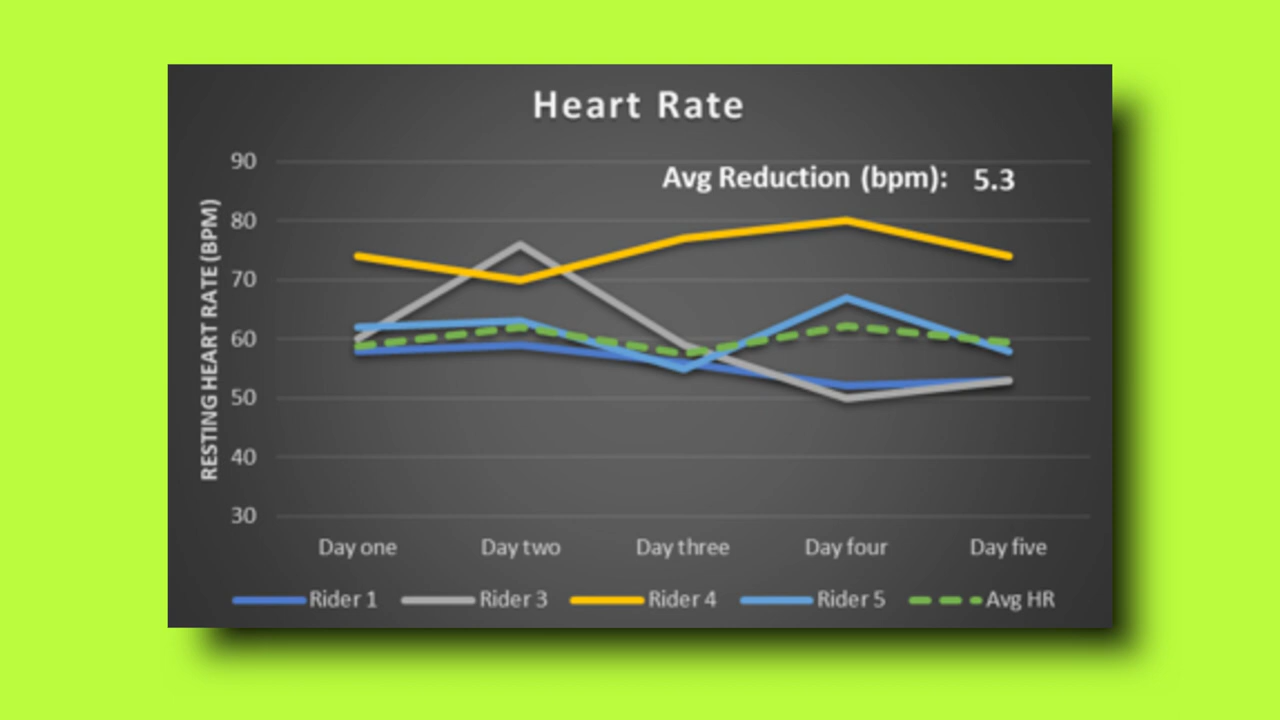 Heart Rate
Avg Reduction (bpm): 5.3
RESTING HEART RATE (BPM)
90
80
70
60
50
40
30
Day one Day two Day three Day four Day five
Rider 1 Rider 3 Rider 4 Rider 5 Avg HR